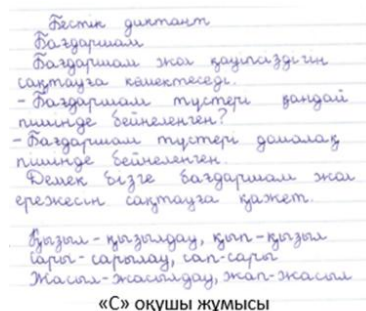 Бестік диктант
Бағдаршам
Бағдаршам жол қауіпсіздігін
сақтауға көмектеседі.
- Бағдаршам түстері қандай
пішінде бейнеленген?
- Бағдаршам түстері домалақ
пішінде бейнеленген.
Демек бізге бағдаршам жол
ережесін сақтауға қажет.
Қызыл - қызылдау, қып - қызыл
сары - сарылау, сап - сары
Жасыл - жасылдау, жап - жасыл
«С» оқушы жұмысы